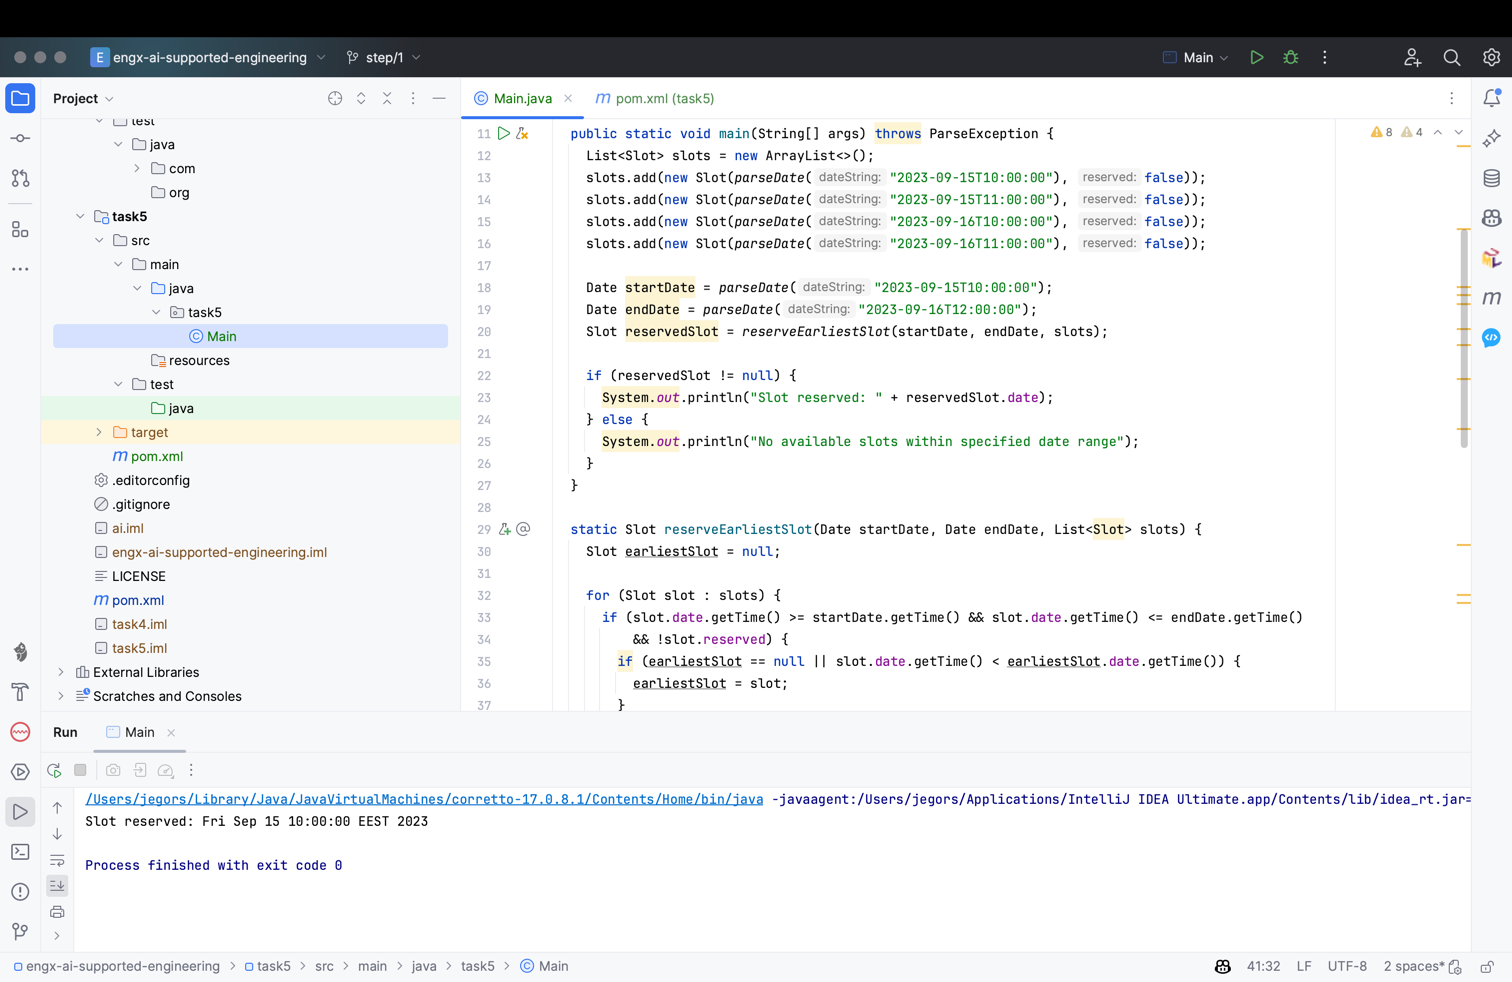 E engx-ai-supported-engineering step/1 Main
Project
Main.java
m pom.xml (task5)
test
java
com
org
task5
src
main
java
task5
Main
resources
test
java
target
m pom.xml
.editorconfig
.gitignore
ai.iml
engx-ai-supported-engineering.iml
LICENSE
m pom.xml
task4.iml
task5.iml
External Libraries
Scratches and Consoles
8 4
11 public static void main(String[] args) throws ParseException {
12 List<Slot> slots = new ArrayList<>();
13 slots.add(new Slot(parseDate( dateString: "2023-09-15T10:00:00"), reserved: false));
14 slots.add(new Slot(parseDate( dateString: "2023-09-15T11:00:00"), reserved: false));
15 slots.add(new Slot(parseDate( dateString: "2023-09-16T10:00:00"), reserved: false));
16 slots.add(new Slot(parseDate( dateString: "2023-09-16T11:00:00"), reserved: false));
17
18 Date startDate = parseDate( dateString: "2023-09-15T10:00:00");
19 Date endDate = parseDate( dateString: "2023-09-16T12:00:00");
20 Slot reservedSlot = reserveEarliestSlot(startDate, endDate, slots);
21
22 if (reservedSlot != null) {
23 System.out.println("Slot reserved: " + reservedSlot.date);
24 } else {
25 System.out.println("No available slots within specified date range");
26 }
27 }
28
29 static Slot reserveEarliestSlot(Date startDate, Date endDate, List<Slot> slots) {
30 Slot earliestSlot = null;
31
32 for (Slot slot : slots) {
33 if (slot.date.getTime() >= startDate.getTime() && slot.date.getTime() <= endDate.getTime()
34 && !slot.reserved) {
35 if (earliestSlot == null || slot.date.getTime() < earliestSlot.date.getTime()) {
36 earliestSlot = slot;
37 }
Run Main
/Users/jegors/Library/Java/JavaVirtualMachines/corretto-17.0.8.1/Contents/Home/bin/java -javaagent:/Users/jegors/Applications/IntelliJ IDEA Ultimate.app/Contents/lib/idea_rt.jar=
Slot reserved: Fri Sep 15 10:00:00 EEST 2023
Process finished with exit code 0
engx-ai-supported-engineering > task5 > src > main > java > task5 > Main
41:32 LF UTF-8 2 spaces*